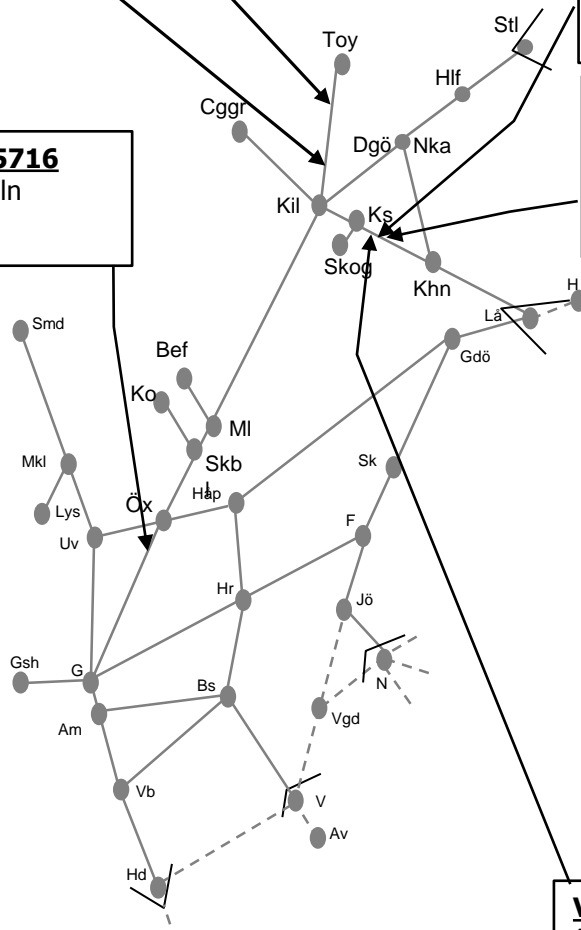 Stl
Toy
Hlf
Cggr
Dgö Nka
5716
ln
Kil
Ks
Skog
Khn
H
Lå
Smd
Gdö
Bef
Ko
Ml
Skb
l
Mkl
Sk
Håp
Öx
Lys
F
Uv
Hr
Jö
Gsh
G
N
Bs
Am
Vgd
Vb
V
Av
Hd